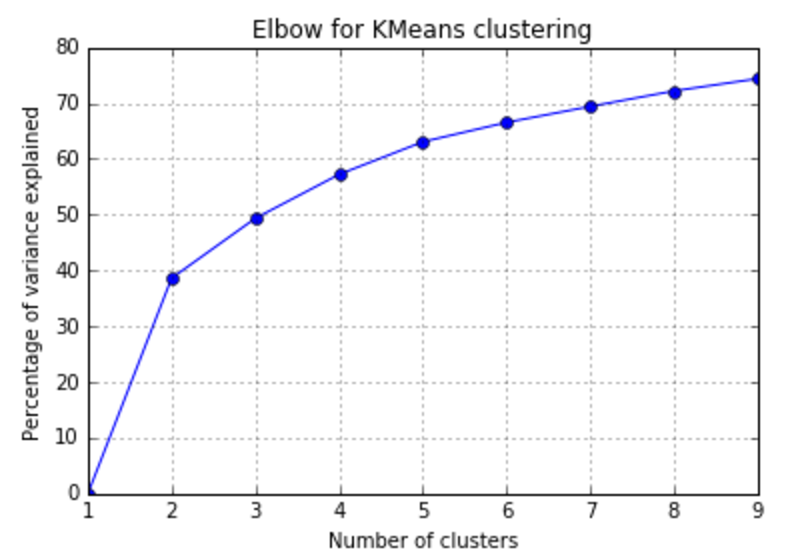 Elbow for KMeans clustering
80
70
60
50
40
30
20
10
0
Percentage of variance explained
1 2 3 4 5 6 7 8 9
Number of clusters